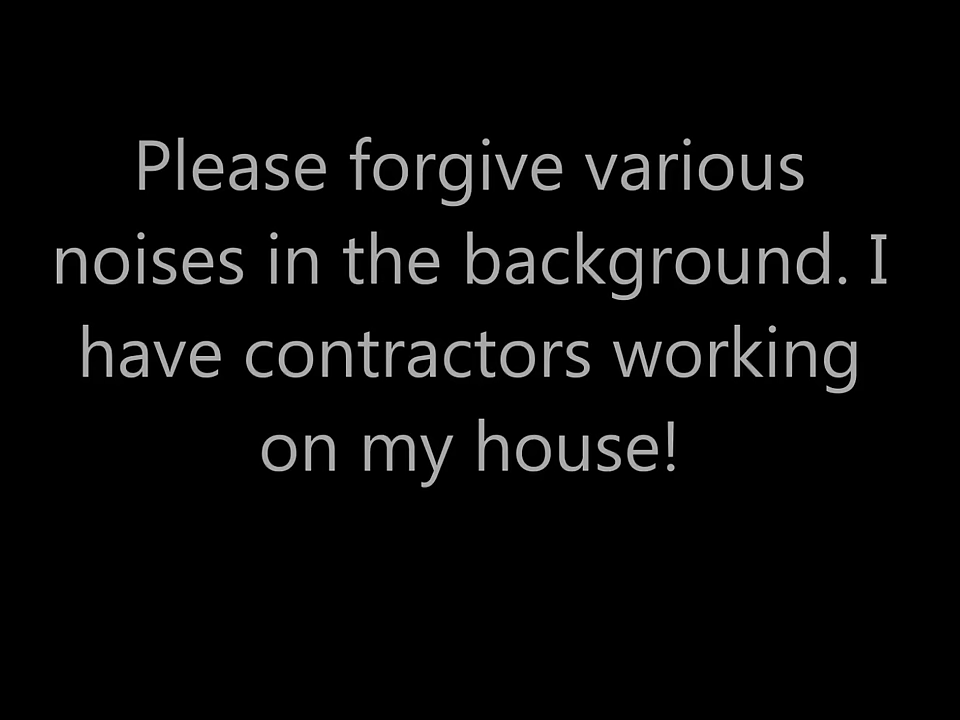 Please forgive various
noises in the background. I
have contractors working
on my house!